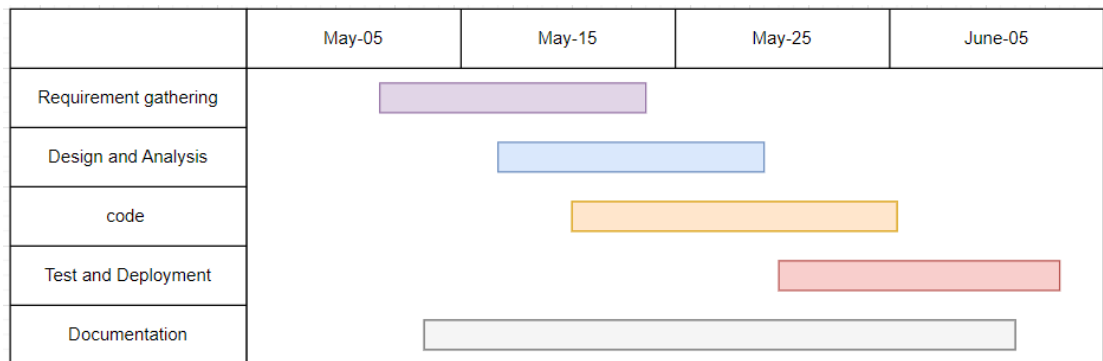 May-05
May-15
May-25
June-05
Requirement gathering
Design and Analysis
code
Test and Deployment
Documentation